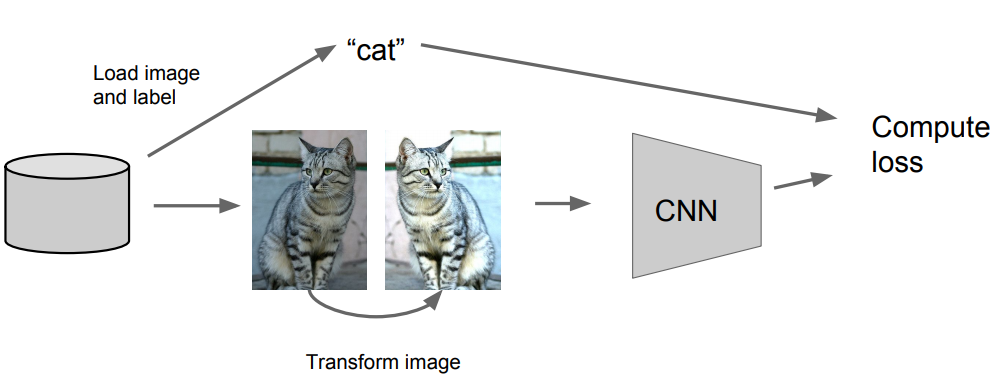 “cat”
Load image
and label
Compute
loss
CNN
Transform image